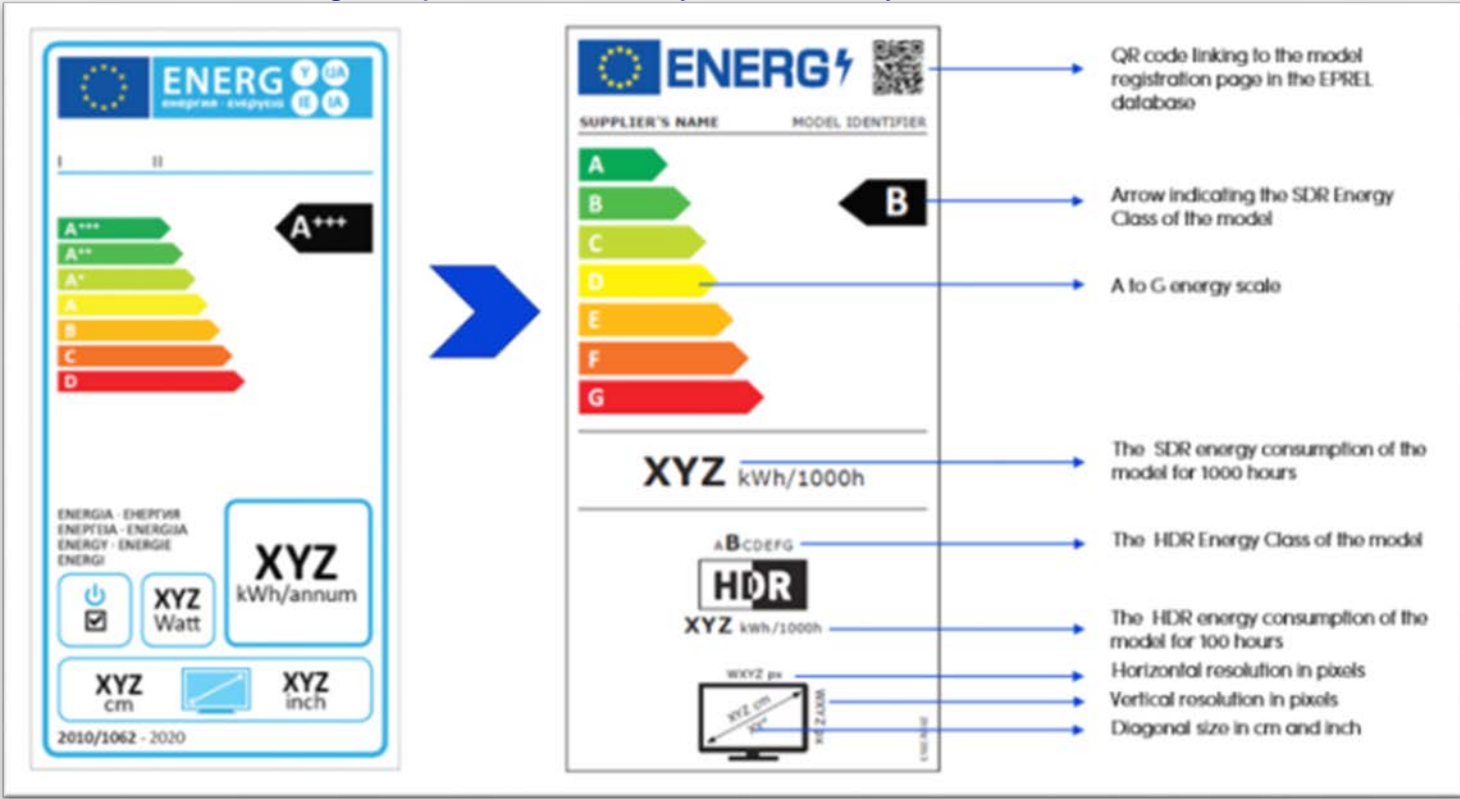 ENERG Y IJA
енергия · ενεργεια IE IA
I II
A+++
A++
A+
A
B
C
D
A+++
ENERGIA · ЕНЕРГИЯ
ΕΝΕΡΓΕΙΑ · ENERGIJA
ENERGY · ENERGIE
ENERGI
XYZ
Watt
XYZ
kWh/annum
XYZ
cm
XYZ
inch
2010/1062 - 2020
ENERG
SUPPLIER'S NAME MODEL IDENTIFIER
A
B
C
D
E
F
G
B
XYZ kWh/1000h
ABCDEFG
HDR
XYZ kWh/1000h
WXYZ px
XYZ cm
WXYZ px
QR code linking to the model
registration page in the EPREL
database
Arrow indicating the SDR Energy
Class of the model
A to G energy scale
The SDR energy consumption of the
model for 1000 hours
The HDR Energy Class of the model
The HDR energy consumption of the
model for 100 hours
Horizontal resolution in pixels
Vertical resolution in pixels
Diagonal size in cm and inch